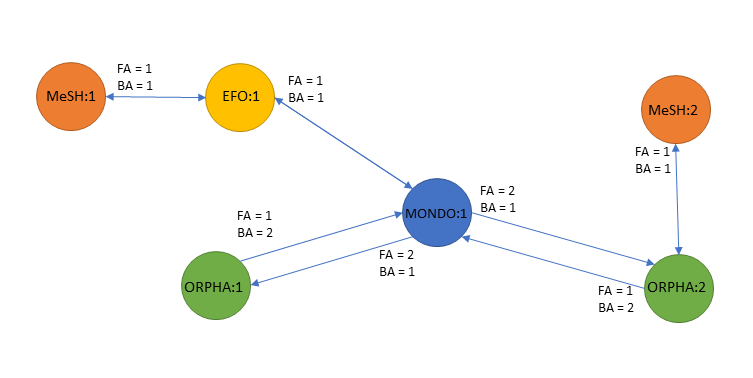 FA = 1
BA = 1
MeSH:1
EFO:1
FA = 1
BA = 1
MeSH:2
FA = 1
BA = 1
FA = 2
BA = 1
MONDO:1
FA = 1
BA = 2
FA = 2
BA = 1
ORPHA:1
ORPHA:2
FA = 1
BA = 2